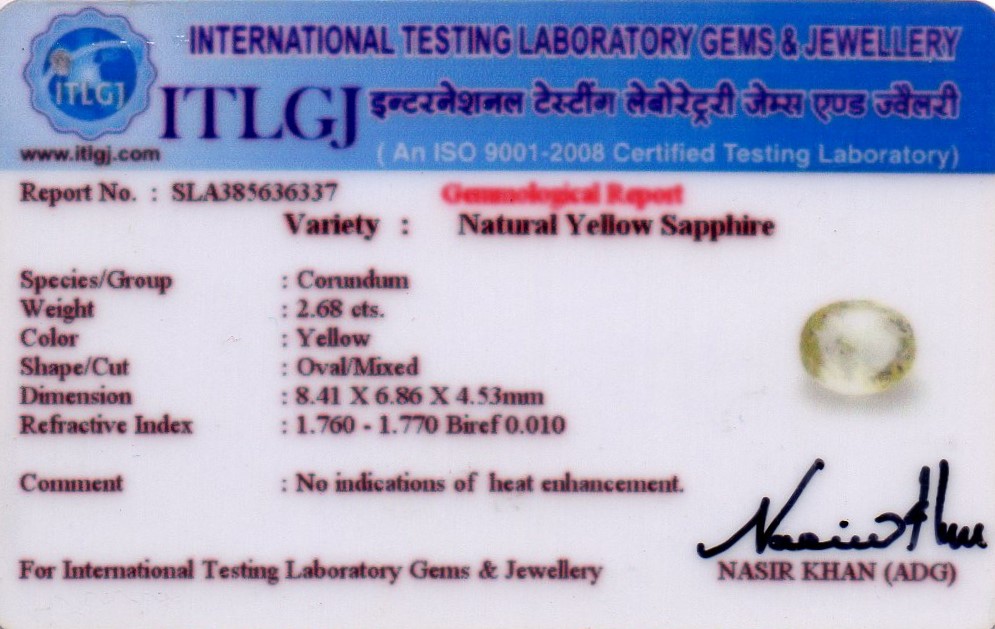 INTERNATIONAL TESTING LABORATORY GEMS & JEWELLERY
ITLGJ
ITLGJ इन्टरनेशनल टेस्टींग लेबोरेट्ररी जेम्स एण्ड ज्वैलरी
www.itlgj.com
( An ISO 9001-2008 Certified Testing Laboratory)
Report No. : SLA385636337
Gemmological Report
Variety : Natural Yellow Sapphire
Species/Group : Corundum
Weight : 2.68 cts.
Color : Yellow
Shape/Cut : Oval/Mixed
Dimension : 8.41 X 6.86 X 4.53mm
Refractive Index : 1.760 - 1.770 Biref 0.010
Comment : No indications of heat enhancement.
For International Testing Laboratory Gems & Jewellery
NASIR KHAN (ADG)